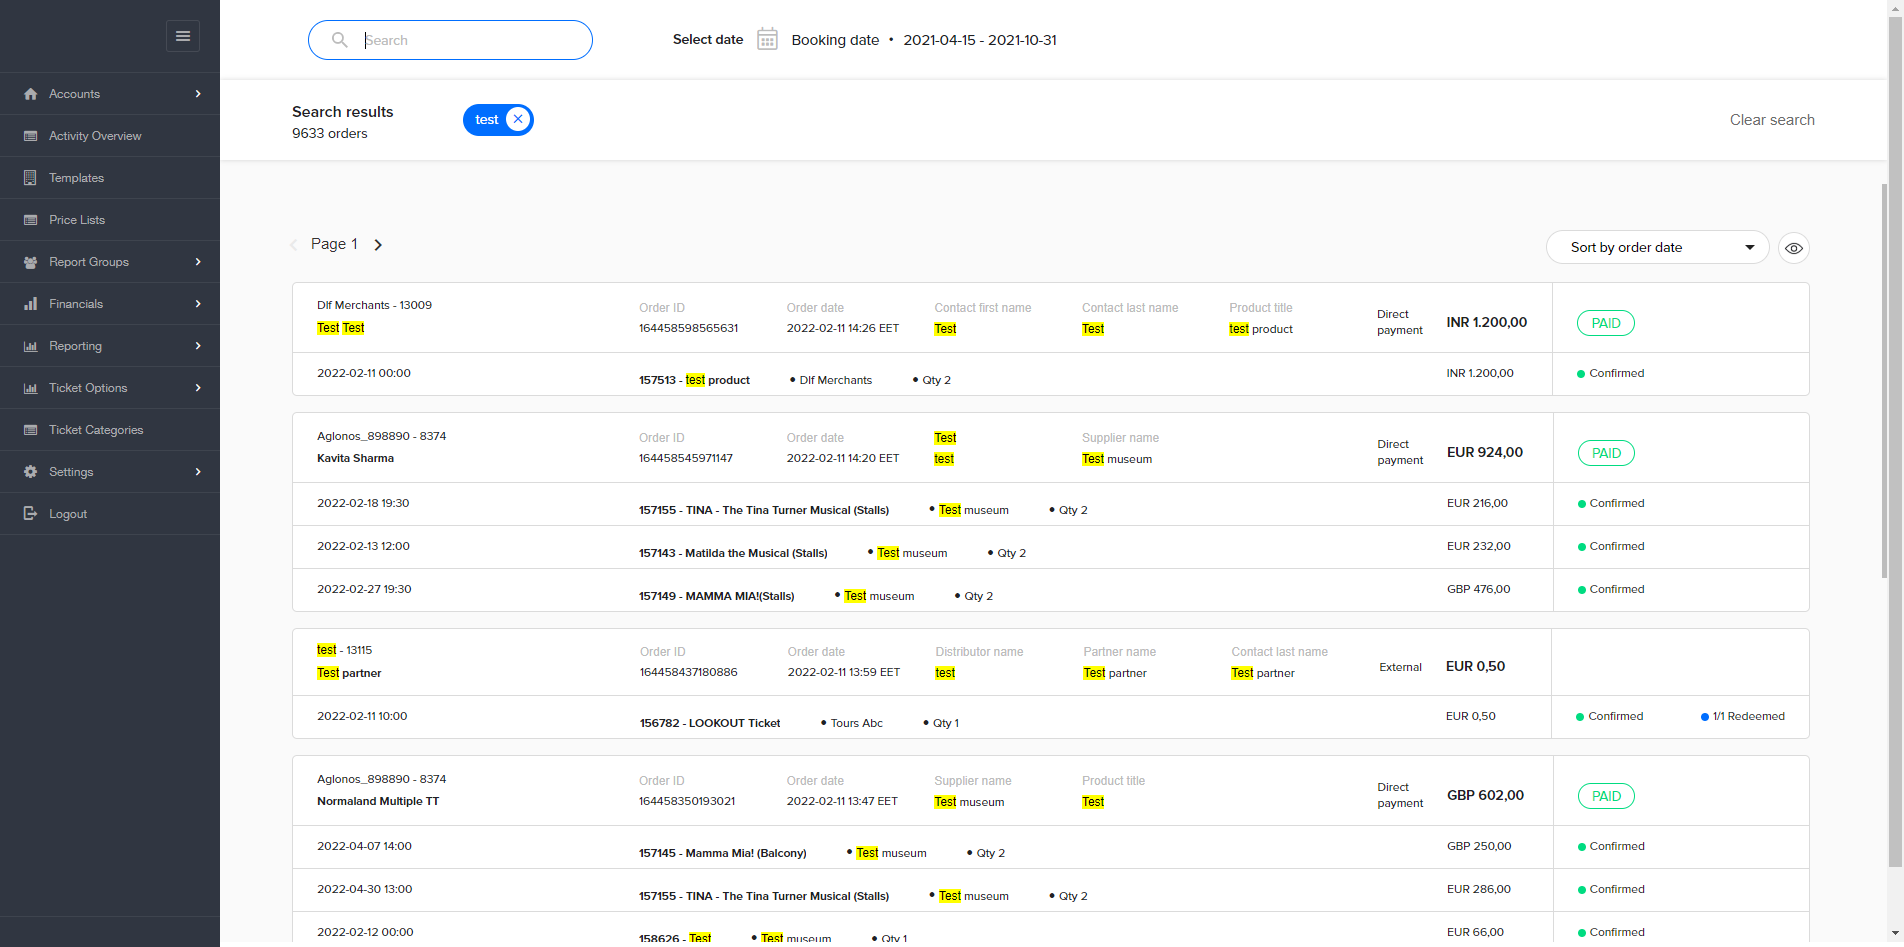 Search
Select date Booking date • 2021-04-15 - 2021-10-31
Accounts
Activity Overview
Templates
Price Lists
Report Groups
Financials
Reporting
Ticket Options
Ticket Categories
Settings
Logout
Search results
9633 orders
test
Clear search
Page 1
Sort by order date
Dlf Merchants - 13009
Test Test
Order ID
164458598565631
Order date
2022-02-11 14:26 EET
Contact first name
Test
Contact last name
Test
Product title
test product
Direct
payment
INR 1.200,00
PAID
2022-02-11 00:00
157513 - test product • Dlf Merchants • Qty 2
INR 1.200,00
Confirmed
Aglonos_898890 - 8374
Kavita Sharma
Order ID
164458545971147
Order date
2022-02-11 14:20 EET
Test
test
Supplier name
Test museum
Direct
payment
EUR 924,00
PAID
2022-02-18 19:30
157155 - TINA - The Tina Turner Musical (Stalls) • Test museum • Qty 2
EUR 216,00
Confirmed
2022-02-13 12:00
157143 - Matilda the Musical (Stalls) • Test museum • Qty 2
EUR 232,00
Confirmed
2022-02-27 19:30
157149 - MAMMA MIA!(Stalls) • Test museum • Qty 2
GBP 476,00
Confirmed
test - 13115
Test partner
Order ID
164458437180886
Order date
2022-02-11 13:59 EET
Distributor name
test
Partner name
Test partner
Contact last name
Test partner
External
EUR 0,50
2022-02-11 10:00
156782 - LOOKOUT Ticket • Tours Abc • Qty 1
EUR 0,50
Confirmed
1/1 Redeemed
Aglonos_898890 - 8374
Normaland Multiple TT
Order ID
164458350193021
Order date
2022-02-11 13:47 EET
Supplier name
Test museum
Product title
Test
Direct
payment
GBP 602,00
PAID
2022-04-07 14:00
157145 - Mamma Mia! (Balcony) • Test museum • Qty 2
GBP 250,00
Confirmed
2022-04-30 13:00
157155 - TINA - The Tina Turner Musical (Stalls) • Test museum • Qty 2
EUR 286,00
Confirmed
2022-02-12 00:00
158626 - Test • Test museum • Qty 1
EUR 66,00
Confirmed